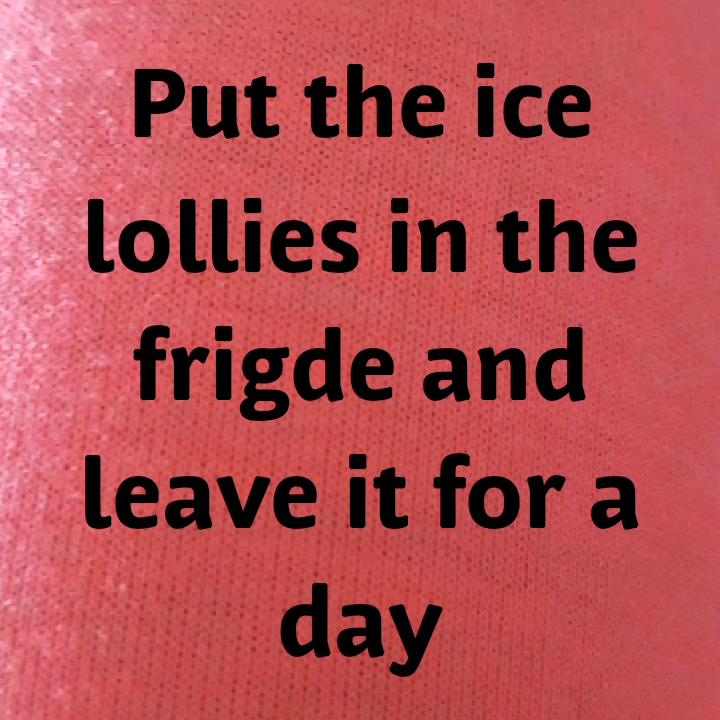 Put the ice
lollies in the
frigde and
leave it for a
day